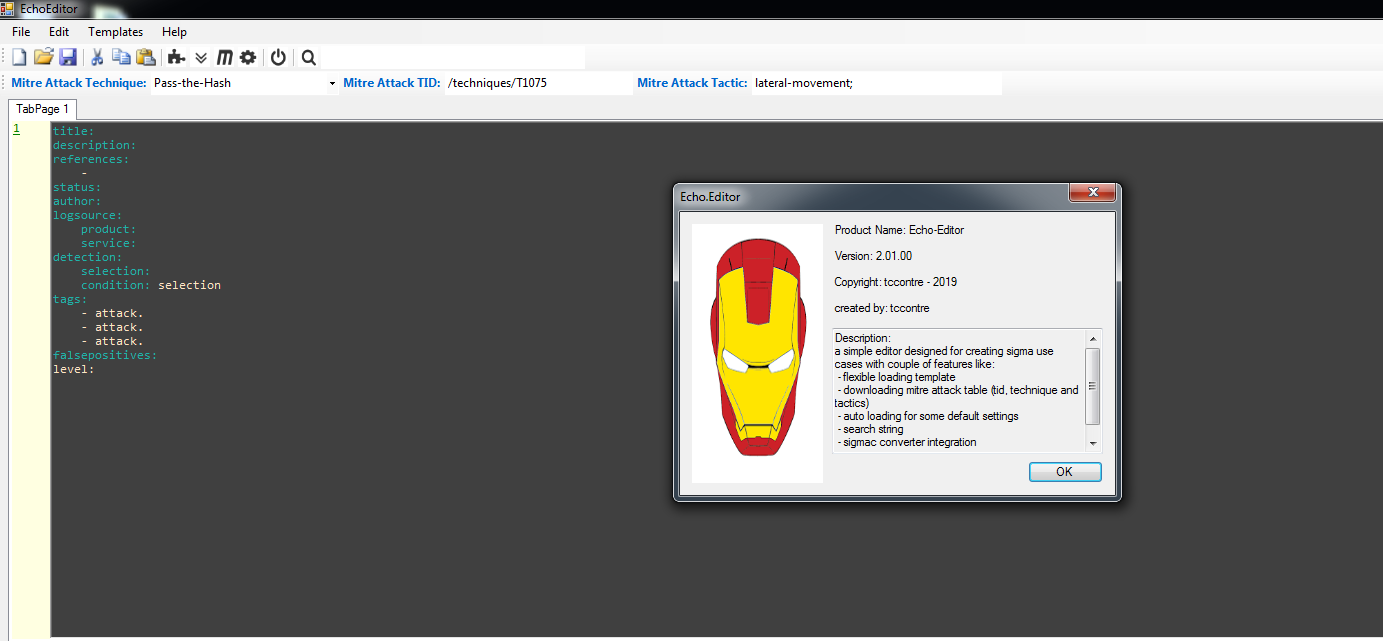 EchoEditor
File Edit Templates Help
Mitre Attack Technique: Pass-the-Hash Mitre Attack TID: /techniques/T1075 Mitre Attack Tactic: lateral-movement;
TabPage 1
1
title:
description:
references:
-
status:
author:
logsource:
product:
service:
detection:
selection:
condition: selection
tags:
- attack.
- attack.
- attack.
falsepositives:
level:
Echo.Editor
Product Name: Echo-Editor
Version: 2.01.00
Copyright: tccontre - 2019
created by: tccontre
Description:
a simple editor designed for creating sigma use
cases with couple of features like:
- flexible loading template
- downloading mitre attack table (tid, technique and
tactics)
- auto loading for some default settings
- search string
- sigmac converter integration
OK